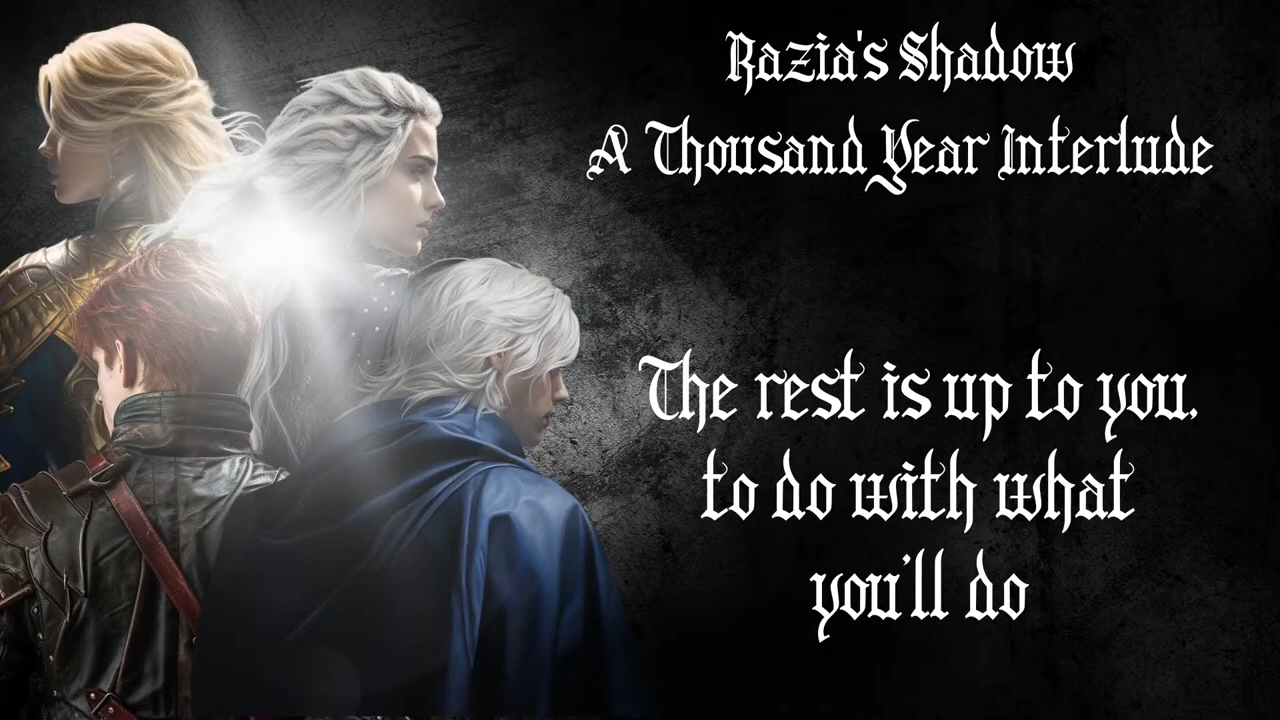 Razia's Shadow
A Thousand Year Interlude
The rest is up to you.
to do with what
you'll do